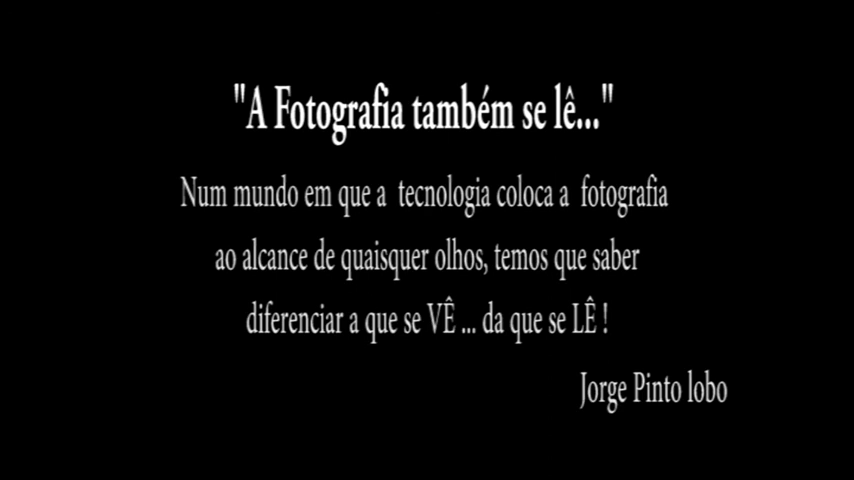 "A Fotografia também se lê..."
Num mundo em que a tecnologia coloca a fotografia
ao alcance de quaisquer olhos, temos que saber
diferenciar a que se VÊ ... da que se LÊ !
Jorge Pinto lobo